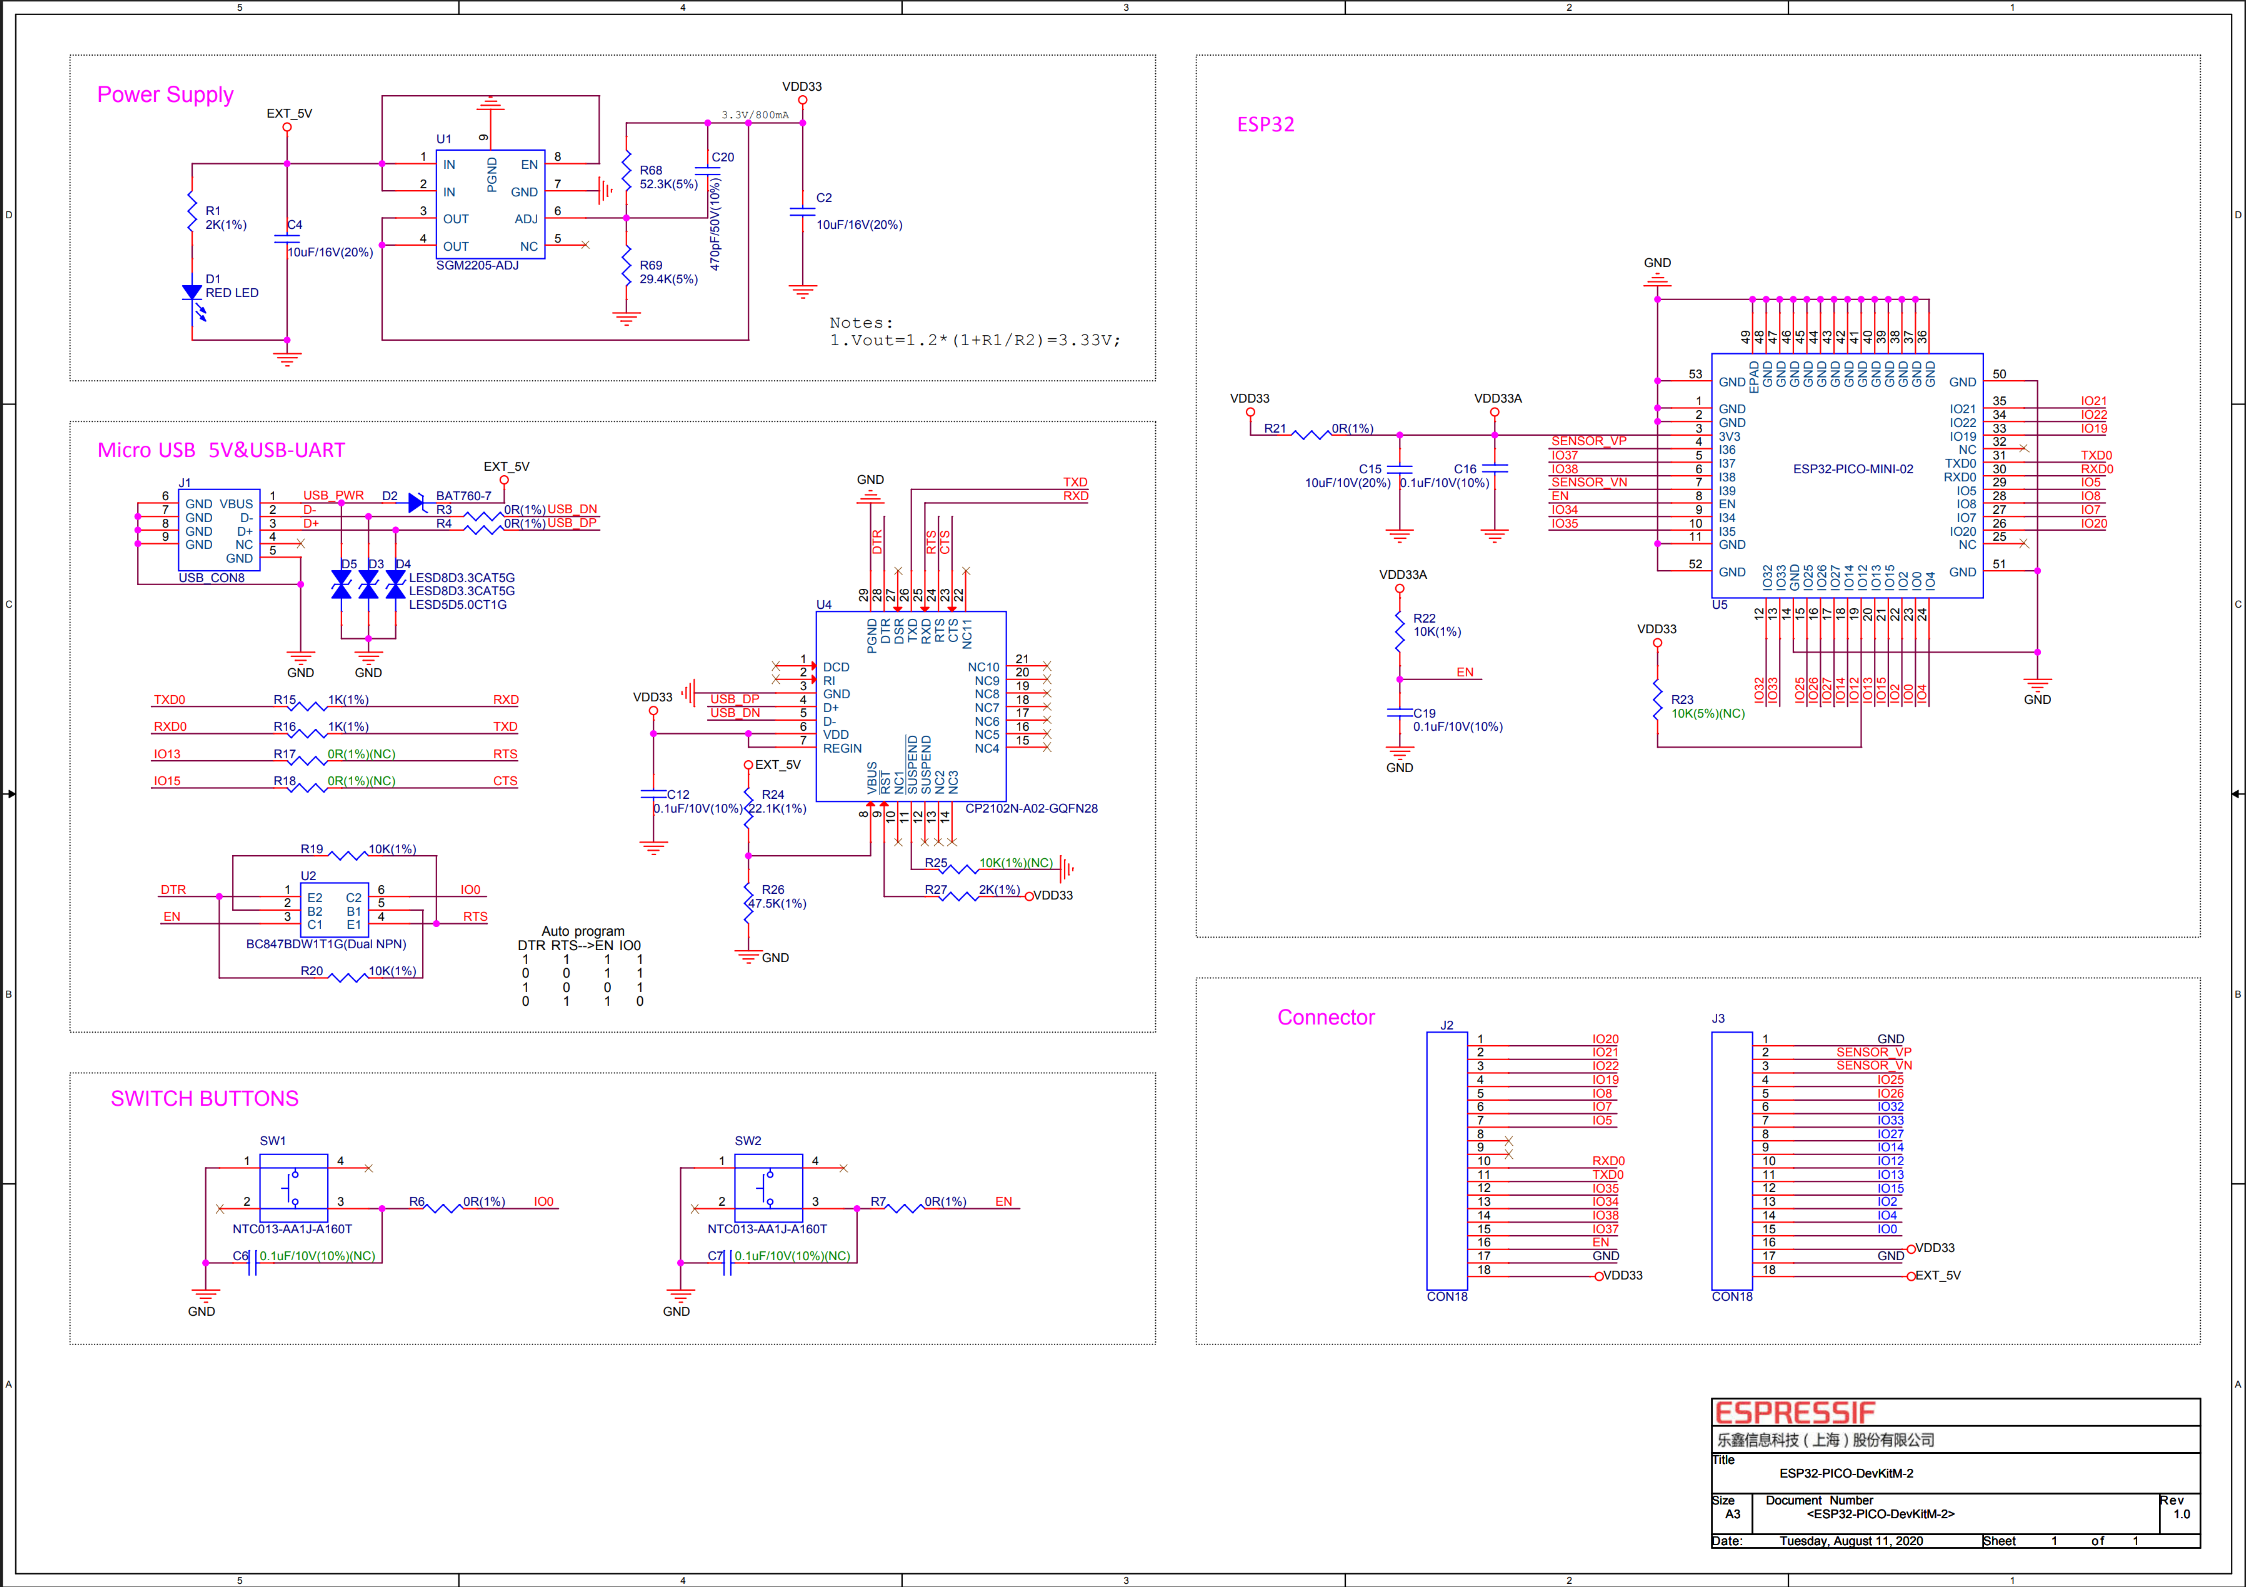 5 4 3 2 1
D
C
B
A
D
C
B
A
Power Supply
EXT_5V
R1
2K(1%)
D1
RED LED
C4
10uF/16V(20%)
U1
1 IN
2 IN
3 OUT
4 OUT
9 PGND
EN 8
GND 7
ADJ 6
NC 5
SGM2205-ADJ
3.3V/800mA
VDD33
R68
52.3K(5%)
C20
470pF/50V(10%)
R69
29.4K(5%)
C2
10uF/16V(20%)
Notes:
1.Vout=1.2*(1+R1/R2)=3.33V;
Micro USB 5V&USB-UART
J1
6 GND VBUS 1 USB_PWR
7 GND D- 2 D-
8 GND D+ 3 D+
9 GND NC 4
GND 5
USB_CON8
D2 BAT760-7
EXT_5V
R3 0R(1%) USB_DN
R4 0R(1%) USB_DP
D5 D3 D4
LESD8D3.3CAT5G
LESD8D3.3CAT5G
LESD5D5.0CT1G
GND
GND
TXD0 R15 1K(1%) RXD
RXD0 R16 1K(1%) TXD
IO13 R17 0R(1%)(NC) RTS
IO15 R18 0R(1%)(NC) CTS
R19 10K(1%)
U2
DTR 1 E2 C2 6 IO0
2 B2 B1 5
EN 3 C1 E1 4 RTS
BC847BDW1T1G(Dual NPN)
R20 10K(1%)
Auto program
DTR RTS-->EN IO0
1 1 1 1
0 0 1 1
1 0 0 1
0 1 1 0
GND
TXD
RXD
DTR
RTS
CTS
U4
29 28 27 26 25 24 23 22
PGND DTR DSR TXD RXD RTS CTS NC11
1 DCD
2 RI
3 GND
USB_DP 4 D+
USB_DN 5 D-
6 VDD
7 REGIN
NC10 21
NC9 20
NC8 19
NC7 18
NC6 17
NC5 16
NC4 15
VBUS RST NC1 SUSPEND SUSPEND NC2 NC3
8 9 10 11 12 13 14
CP2102N-A02-GQFN28
VDD33
C12
0.1uF/10V(10%)
EXT_5V
R24
22.1K(1%)
R26
47.5K(1%)
GND
R25 10K(1%)(NC)
R27 2K(1%) VDD33
SWITCH BUTTONS
SW1
1 4
2 3
NTC013-AA1J-A160T
R6 0R(1%) IO0
C6 0.1uF/10V(10%)(NC)
GND
SW2
1 4
2 3
NTC013-AA1J-A160T
R7 0R(1%) EN
C7 0.1uF/10V(10%)(NC)
GND
ESP32
GND
49 48 47 46 45 44 43 42 41 40 39 38 37 36
EPAD GND GND GND GND GND GND GND GND GND GND GND GND GND
53 GND
1 GND
2 GND
3 3V3
SENSOR_VP 4 I36
IO37 5 I37
IO38 6 I38
SENSOR_VN 7 I39
EN 8 EN
IO34 9 I34
IO35 10 I35
11 GND
52 GND
ESP32-PICO-MINI-02
GND 50
IO21 35 IO21
IO22 34 IO22
IO19 33 IO19
NC 32
TXD0 31 TXD0
RXD0 30 RXD0
IO5 29 IO5
IO8 28 IO8
IO7 27 IO7
IO20 26 IO20
NC 25
GND 51
U5
IO32 IO33 GND IO25 IO26 IO27 IO14 IO12 IO13 IO15 IO2 IO0 IO4
12 13 14 15 16 17 18 19 20 21 22 23 24
IO32 IO33 IO25 IO26 IO27 IO14 IO12 IO13 IO15 IO2 IO0 IO4
GND
VDD33
R21 0R(1%)
VDD33A
C15
10uF/10V(20%)
C16
0.1uF/10V(10%)
VDD33A
R22
10K(1%)
EN
C19
0.1uF/10V(10%)
GND
VDD33
R23
10K(5%)(NC)
Connector
J2
1 IO20
2 IO21
3 IO22
4 IO19
5 IO8
6 IO7
7 IO5
8
9
10 RXD0
11 TXD0
12 IO35
13 IO34
14 IO38
15 IO37
16 EN
17 GND
18 VDD33
CON18
J3
1 GND
2 SENSOR_VP
3 SENSOR_VN
4 IO25
5 IO26
6 IO32
7 IO33
8 IO27
9 IO14
10 IO12
11 IO13
12 IO15
13 IO2
14 IO4
15 IO0
16 VDD33
17 GND
18 EXT_5V
CON18
ESPRESSIF
乐鑫信息科技(上海)股份有限公司
Title
ESP32-PICO-DevKitM-2
Size Document Number Rev
A3 <ESP32-PICO-DevKitM-2> 1.0
Date: Tuesday, August 11, 2020 Sheet 1 of 1
5 4 3 2 1